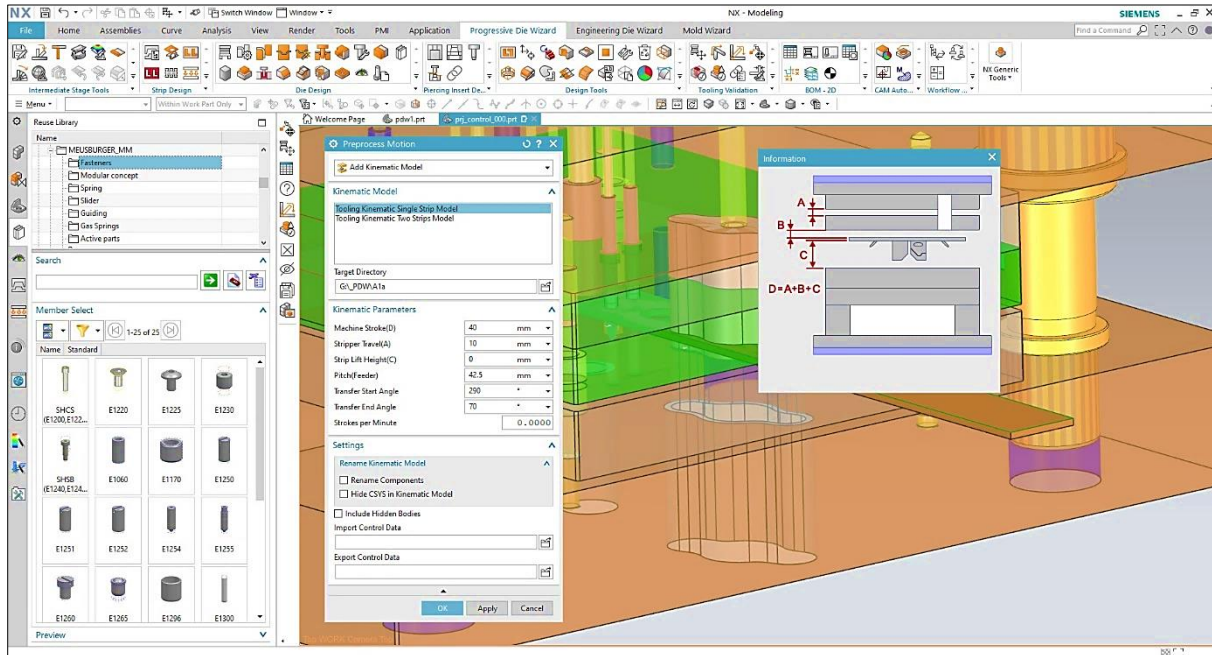 NX
Switch Window
Window
NX - Modeling
SIEMENS
File
Home
Assemblies
Curve
Analysis
View
Render
Tools
PMI
Application
Progressive Die Wizard
Engineering Die Wizard
Mold Wizard
Find a Command
NX Generic
Tools
Intermediate Stage Tools
Strip Design
Die Design
Piercing Insert De...
Design Tools
Tooling Validation
BOM - 2D
CAM Auto...
Workflow ...
Menu
Within Work Part Only
Reuse Library
Name
MEUSBURGER_MM
Fasteners
Modular concept
Spring
Slider
Guiding
Gas Springs
Active parts
Search
Member Select
1-25 of 25
Name
Standard
SHCS
(E1200,E122...
E1220
E1225
E1230
SHSB
(E1240,E124...
E1060
E1170
E1250
E1251
E1252
E1254
E1255
E1260
E1265
E1296
E1300
Preview
Welcome Page
pdw1.prt
prj_control_000.prt
Preprocess Motion
Add Kinematic Model
Kinematic Model
Tooling Kinematic Single Strip Model
Tooling Kinematic Two Strips Model
Target Directory
G:\_PDW\A1a
Kinematic Parameters
Machine Stroke(D) 40 mm
Stripper Travel(A) 10 mm
Strip Lift Height(C) 0 mm
Pitch(Feeder) 42.5 mm
Transfer Start Angle 290 °
Transfer End Angle 70 °
Strokes per Minute 0.0000
Settings
Rename Kinematic Model
Rename Components
Hide CSYS in Kinematic Model
Include Hidden Bodies
Import Control Data
Export Control Data
OK
Apply
Cancel
Information
A
B
C
D=A+B+C